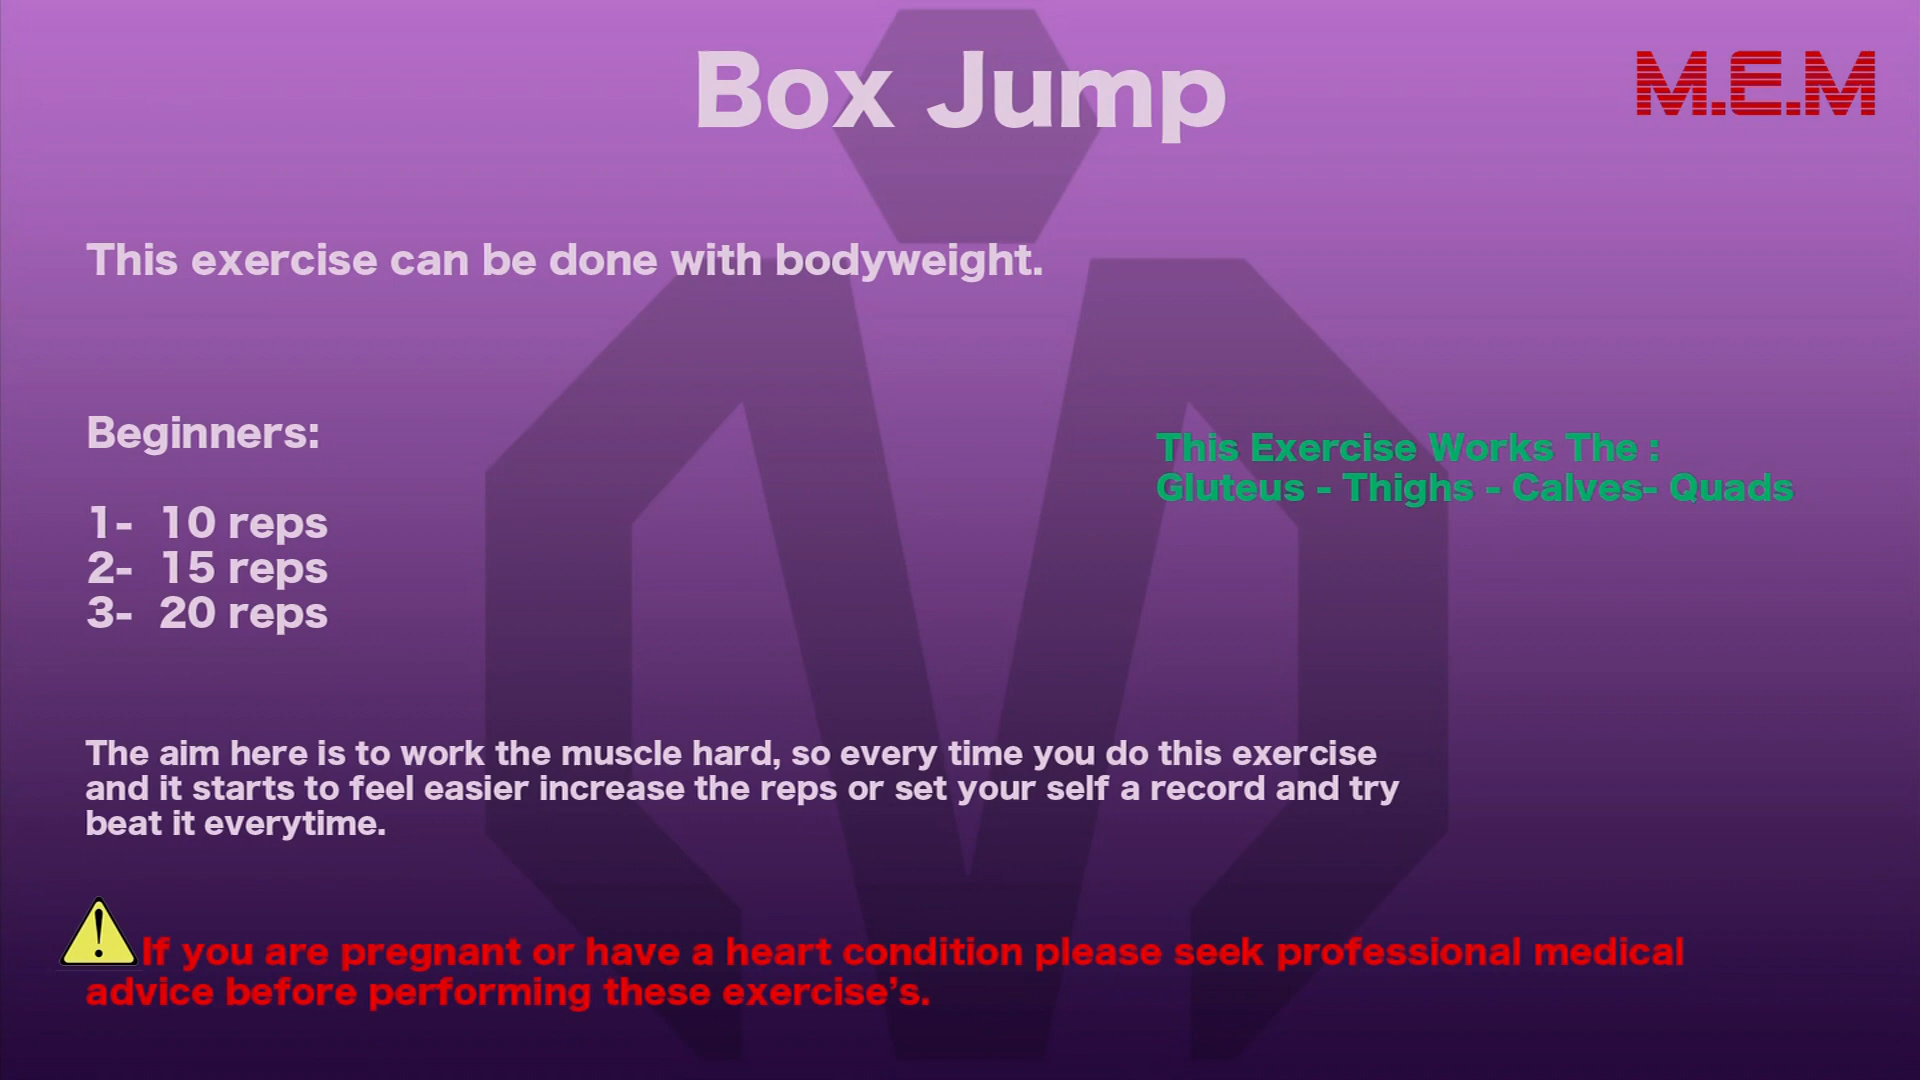 Box Jump
M.E.M
This exercise can be done with bodyweight.
Beginners:
1- 10 reps
2- 15 reps
3- 20 reps
This Exercise Works The :
Gluteus - Thighs - Calves- Quads
The aim here is to work the muscle hard, so every time you do this exercise
and it starts to feel easier increase the reps or set your self a record and try
beat it everytime.
If you are pregnant or have a heart condition please seek professional medical
advice before performing these exercise’s.